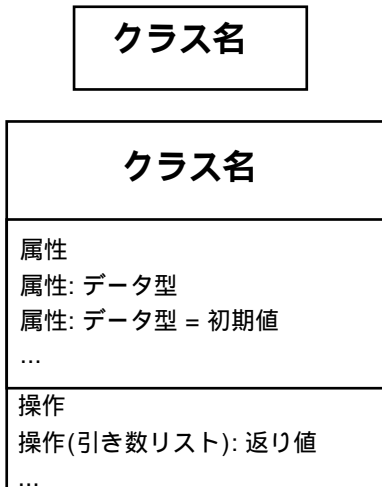 クラス名
クラス名
属性
属性: データ型
属性: データ型 = 初期値
...
操作
操作(引き数リスト): 返り値
...